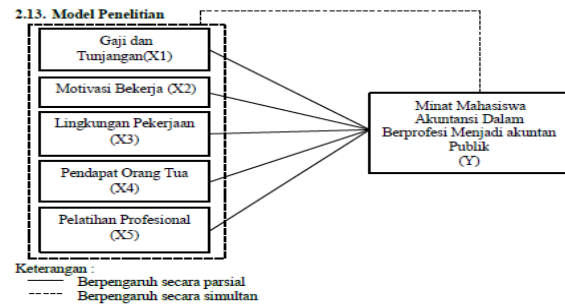 2.13. Model Penelitian
Gaji dan
Tunjangan(X1)
Motivasi Bekerja (X2)
Lingkungan Pekerjaan
(X3)
Pendapat Orang Tua
(X4)
Pelatihan Profesional
(X5)
Minat Mahasiswa
Akuntansi Dalam
Berprofesi Menjadi akuntan
Publik
(Y)
Keterangan :
Berpengaruh secara parsial
Berpengaruh secara simultan